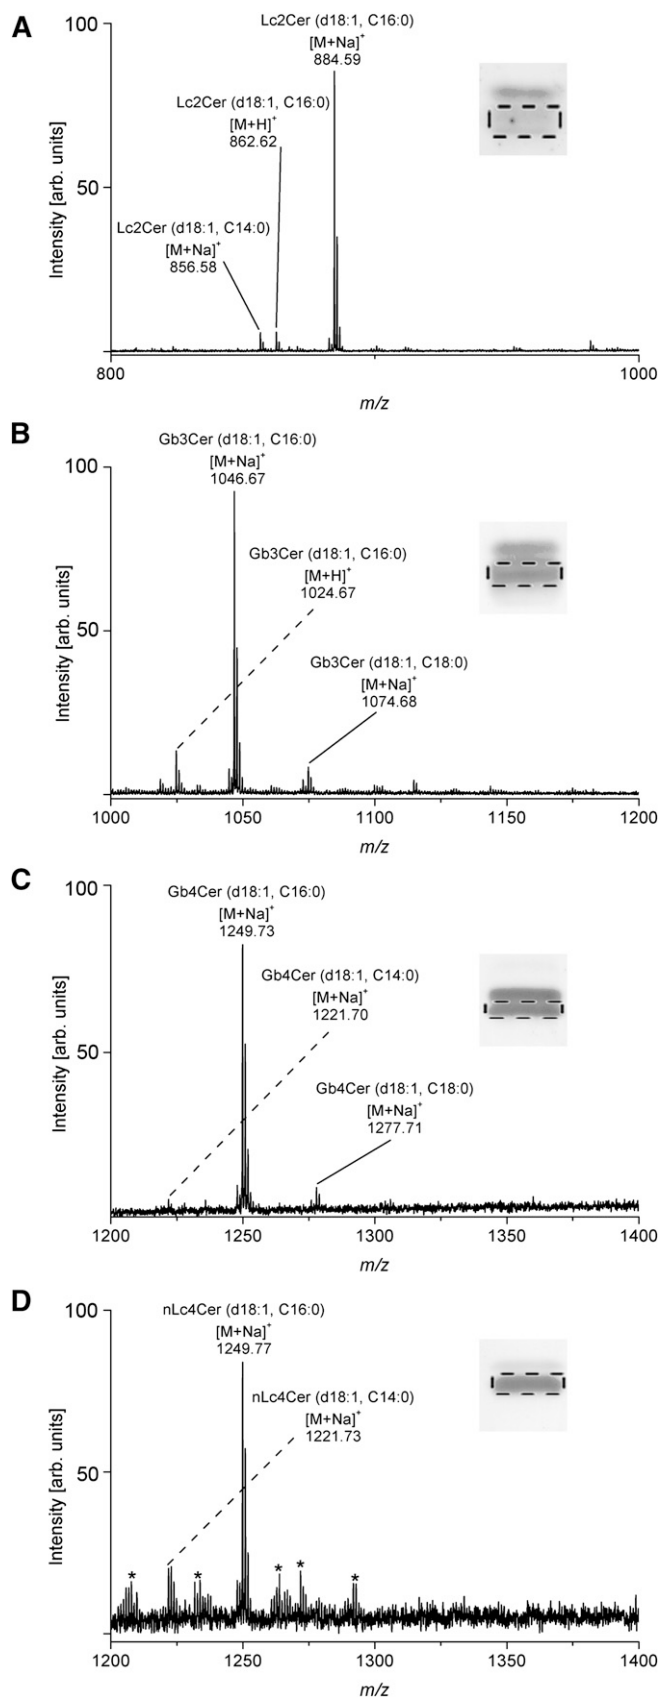 A
100
Lc2Cer (d18:1, C16:0)
[M+Na]+
884.59
Lc2Cer (d18:1, C16:0)
[M+H]+
862.62
Lc2Cer (d18:1, C14:0)
[M+Na]+
856.58
50
Intensity [arb. units]
800
1000
m/z
B
100
Gb3Cer (d18:1, C16:0)
[M+Na]+
1046.67
Gb3Cer (d18:1, C16:0)
[M+H]+
1024.67
Gb3Cer (d18:1, C18:0)
[M+Na]+
1074.68
50
Intensity [arb. units]
1000
1050
1100
1150
1200
m/z
C
100
Gb4Cer (d18:1, C16:0)
[M+Na]+
1249.73
Gb4Cer (d18:1, C14:0)
[M+Na]+
1221.70
Gb4Cer (d18:1, C18:0)
[M+Na]+
1277.71
50
Intensity [arb. units]
1200
1250
1300
1350
1400
m/z
D
100
nLc4Cer (d18:1, C16:0)
[M+Na]+
1249.77
nLc4Cer (d18:1, C14:0)
[M+Na]+
1221.73
50
Intensity [arb. units]
* * * * *
1200
1250
1300
1350
1400
m/z